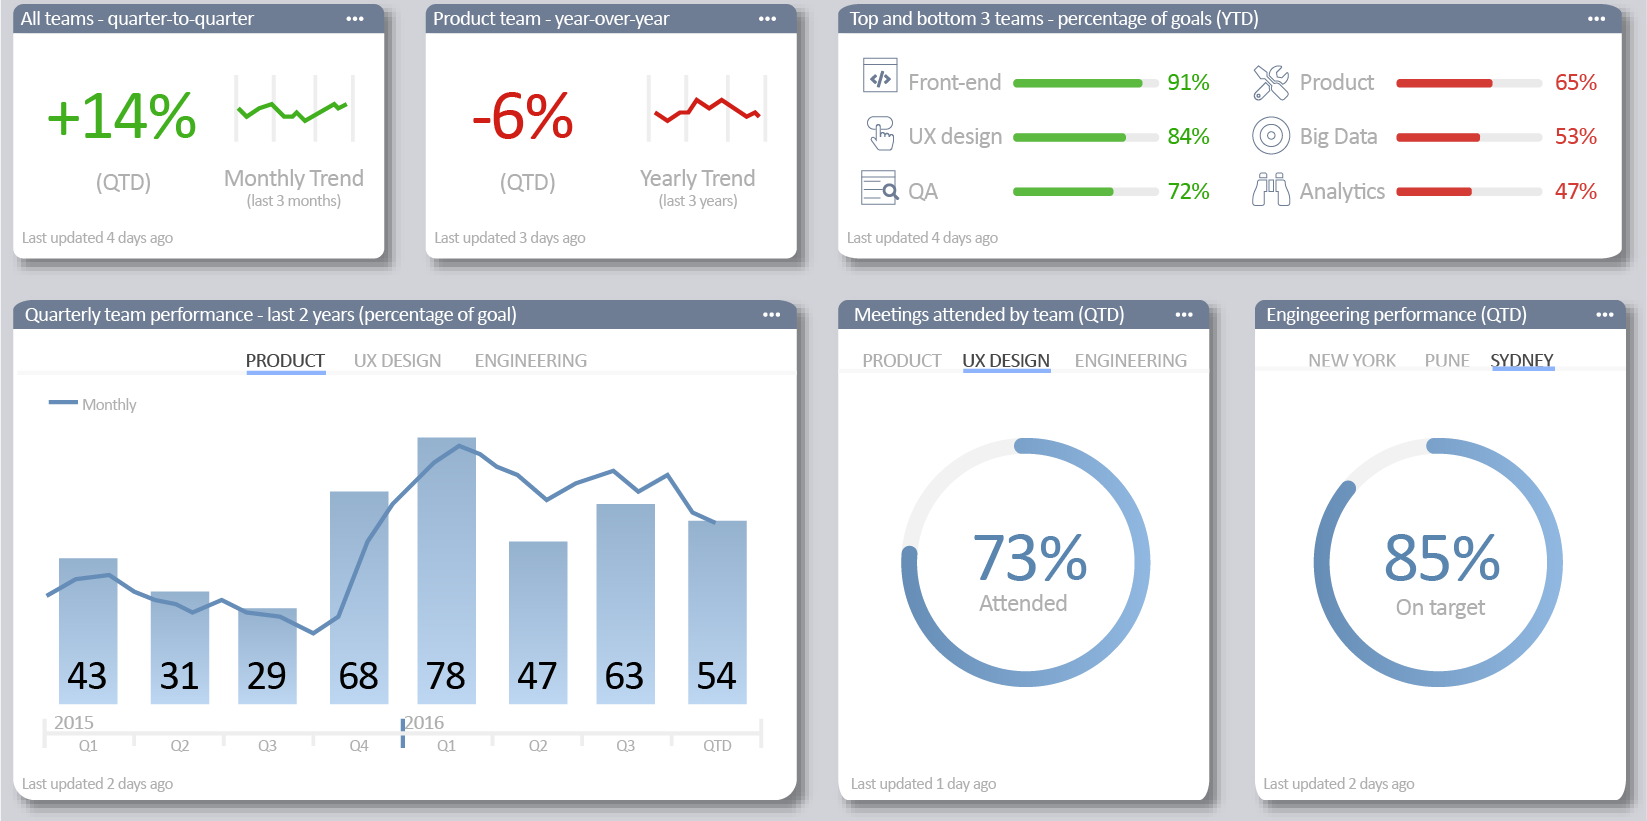 All teams - quarter-to-quarter
+14%
(QTD)
Monthly Trend
(last 3 months)
Last updated 4 days ago
Product team - year-over-year
-6%
(QTD)
Yearly Trend
(last 3 years)
Last updated 3 days ago
Top and bottom 3 teams - percentage of goals (YTD)
Front-end 91%
UX design 84%
QA 72%
Product 65%
Big Data 53%
Analytics 47%
Last updated 4 days ago
Quarterly team performance - last 2 years (percentage of goal)
PRODUCT UX DESIGN ENGINEERING
Monthly
43 31 29 68 78 47 63 54
2015 2016
Q1 Q2 Q3 Q4 Q1 Q2 Q3 QTD
Last updated 2 days ago
Meetings attended by team (QTD)
PRODUCT UX DESIGN ENGINEERING
73%
Attended
Last updated 1 day ago
Engingeering performance (QTD)
NEW YORK PUNE SYDNEY
85%
On target
Last updated 2 days ago